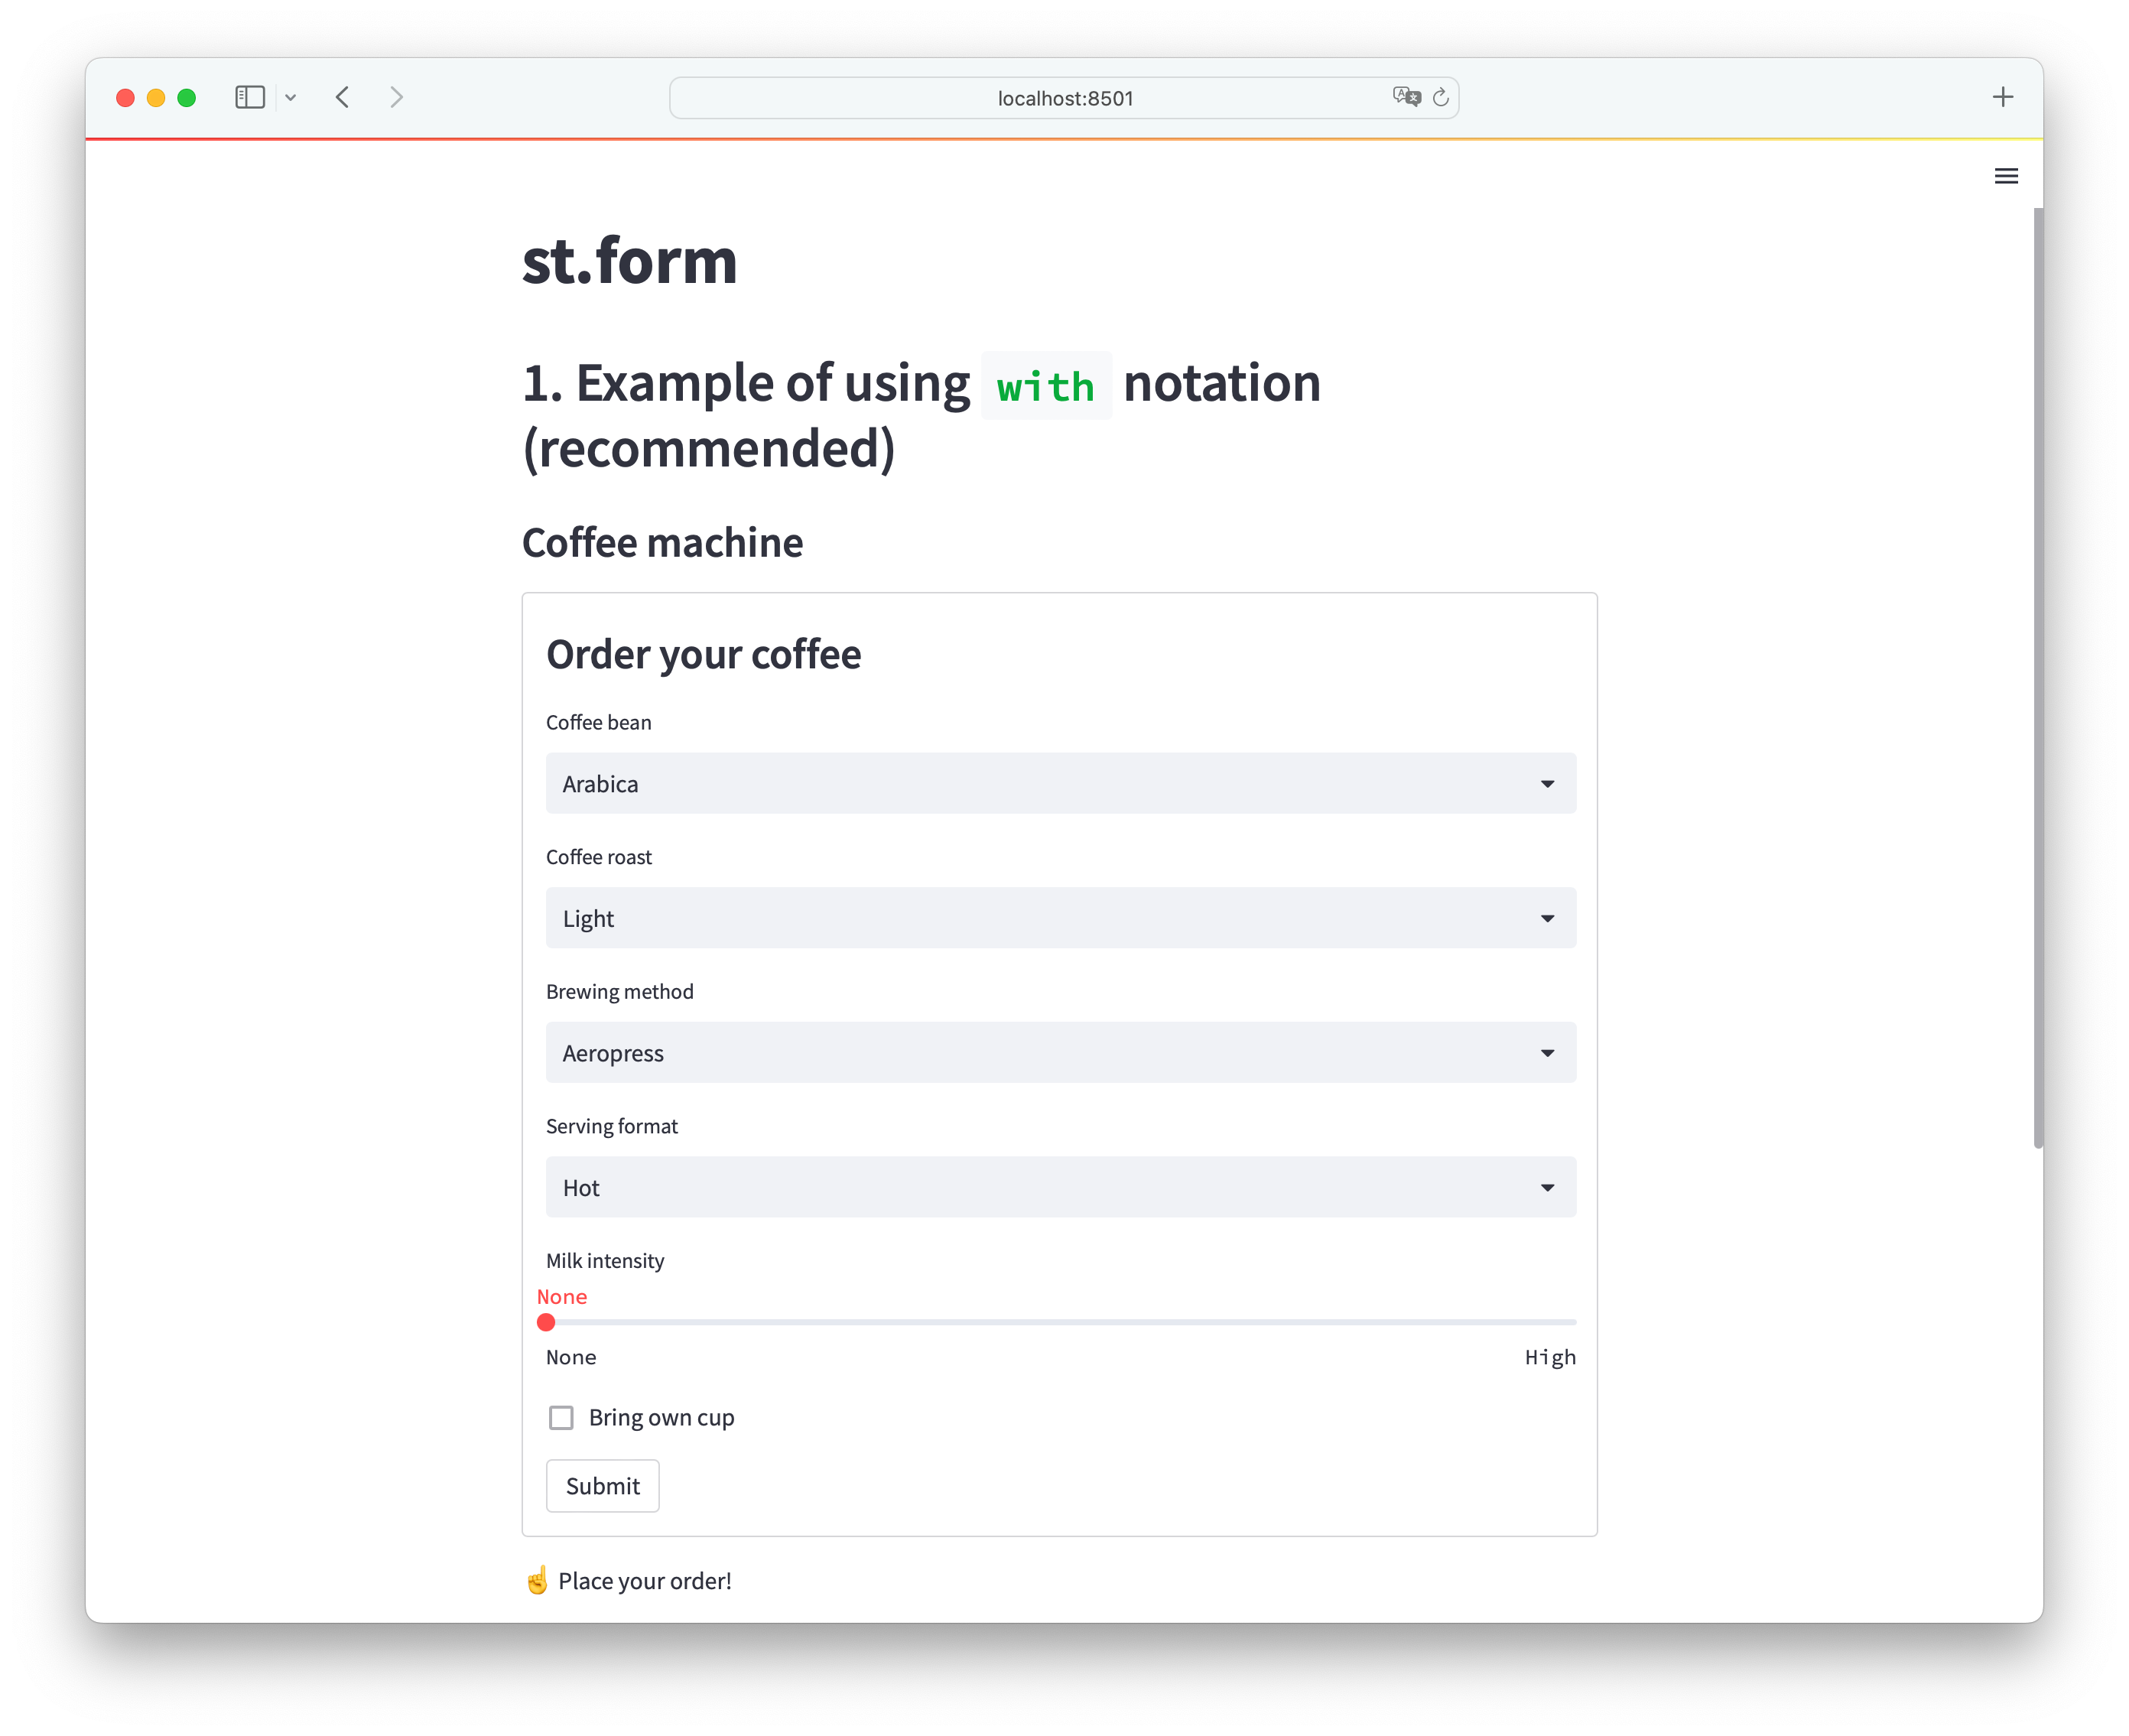 localhost:8501
st.form
1. Example of using with notation
(recommended)
Coffee machine
Order your coffee
Coffee bean
Arabica
Coffee roast
Light
Brewing method
Aeropress
Serving format
Hot
Milk intensity
None
None High
Bring own cup
Submit
☝️ Place your order!